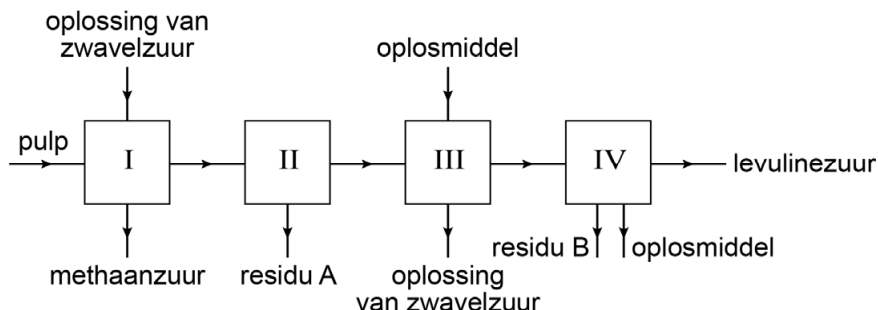 oplossing van
zwavelzuur
oplosmiddel
pulp
I
II
III
IV
levulinezuur
methaanzuur
residu A
oplossing
van zwavelzuur
residu B
oplosmiddel